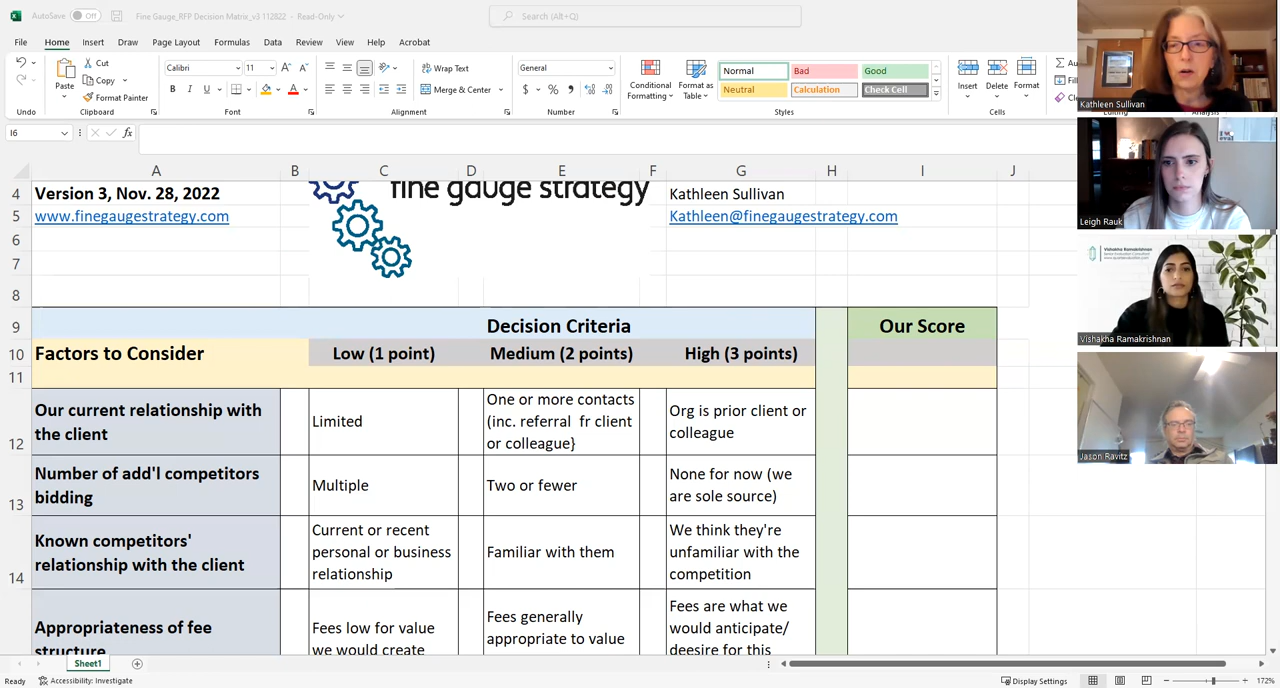 AutoSave Off Fine Gauge_RFP Decision Matrix_v3 112822 - Read-Only Search (Alt+Q)
File Home Insert Draw Page Layout Formulas Data Review View Help Acrobat
Cut
Copy
Format Painter
Paste
Undo Clipboard
Calibri 11
B I U
Font
Wrap Text
Merge & Center
Alignment
General
$ %
Number
Conditional Formatting
Format as Table
Normal Bad Good
Neutral Calculation Check Cell
Styles
Insert Delete Format
Cells
Editing
Analysis
I6 fx
A B C D E F G H I J
4 Version 3, Nov. 28, 2022 fine gauge strategy Kathleen Sullivan
5 www.finegaugestrategy.com Kathleen@finegaugestrategy.com
6
7
8
9 Decision Criteria Our Score
10 Factors to Consider Low (1 point) Medium (2 points) High (3 points)
11
12 Our current relationship with the client
Limited
One or more contacts
(inc. referral fr client
or colleague}
Org is prior client or
colleague
13 Number of add'l competitors
bidding
Multiple
Two or fewer
None for now (we
are sole source)
14 Known competitors'
relationship with the client
Current or recent
personal or business
relationship
Familiar with them
We think they're
unfamiliar with the
competition
Appropriateness of fee
structure
Fees low for value
we would create
Fees generally
appropriate to value
Fees are what we
would anticipate/
deesire for this
Sheet1
Ready Accessibility: Investigate Display Settings 172%
Kathleen Sullivan
Leigh Rauk
Vishakha Ramakrishnan
Vishakha Ramakrishnan
Jason Ravitz